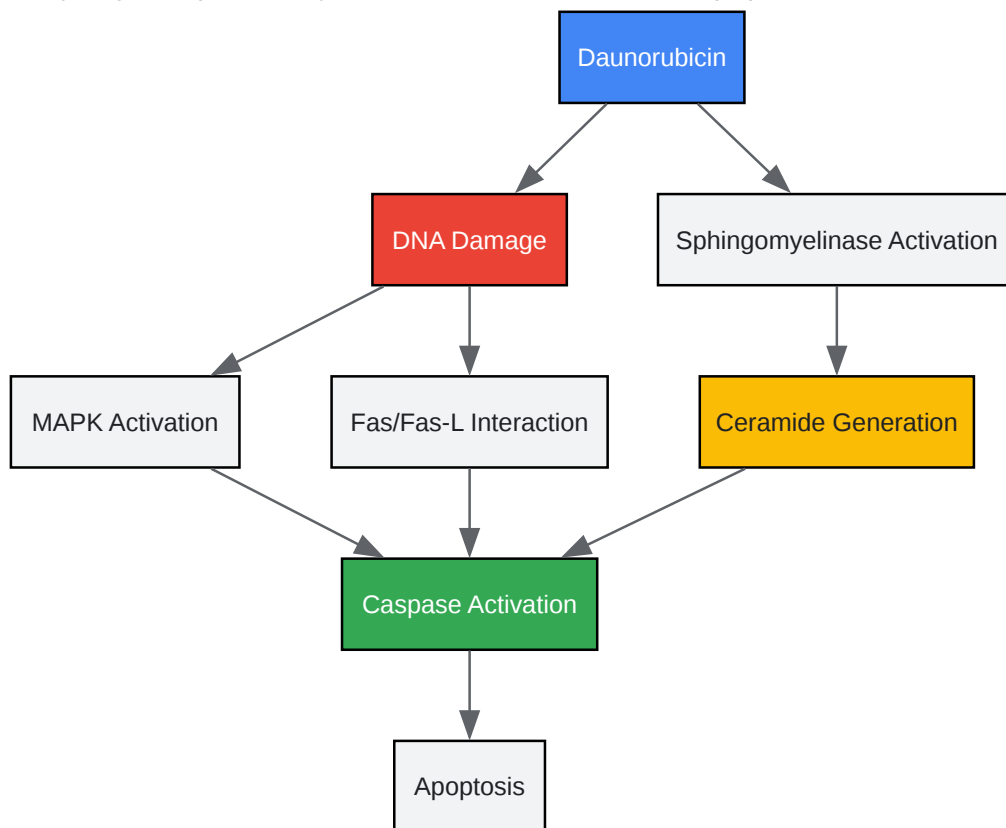 Daunorubicin
DNA Damage
Sphingomyelinase Activation
MAPK Activation
Fas/Fas-L Interaction
Ceramide Generation
Caspase Activation
Apoptosis